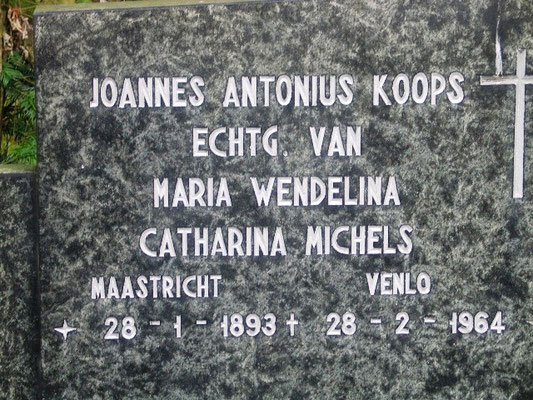 JOANNES ANTONIUS KOOPS
ECHTG. VAN
MARIA WENDELINA
CATHARINA MICHELS
MAASTRICHT VENLO
28 - 1 - 1893 † 28 - 2 - 1964